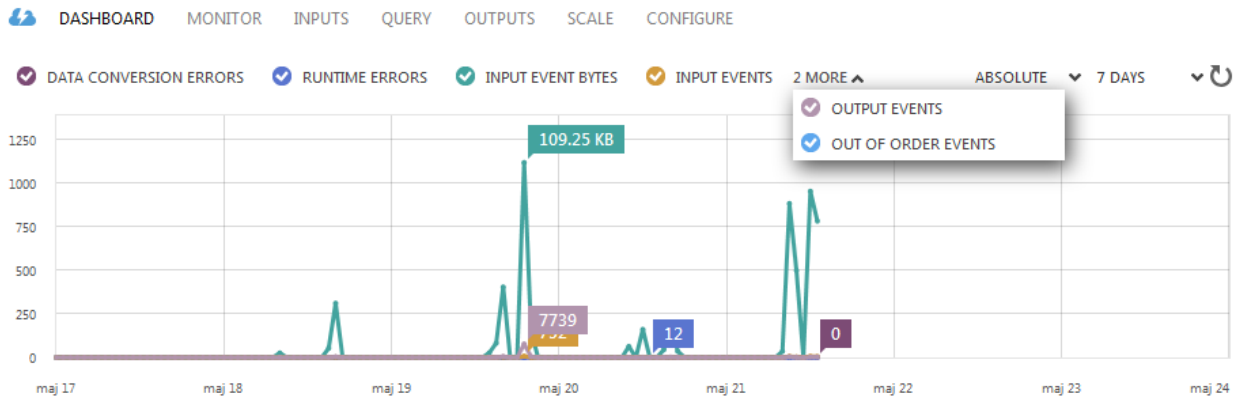 DASHBOARD MONITOR INPUTS QUERY OUTPUTS SCALE CONFIGURE
DATA CONVERSION ERRORS RUNTIME ERRORS INPUT EVENT BYTES INPUT EVENTS 2 MORE ABSOLUTE 7 DAYS
OUTPUT EVENTS
OUT OF ORDER EVENTS
1250
109.25 KB
1000
750
500
250
7739
12
0
0
maj 17 maj 18 maj 19 maj 20 maj 21 maj 22 maj 23 maj 24